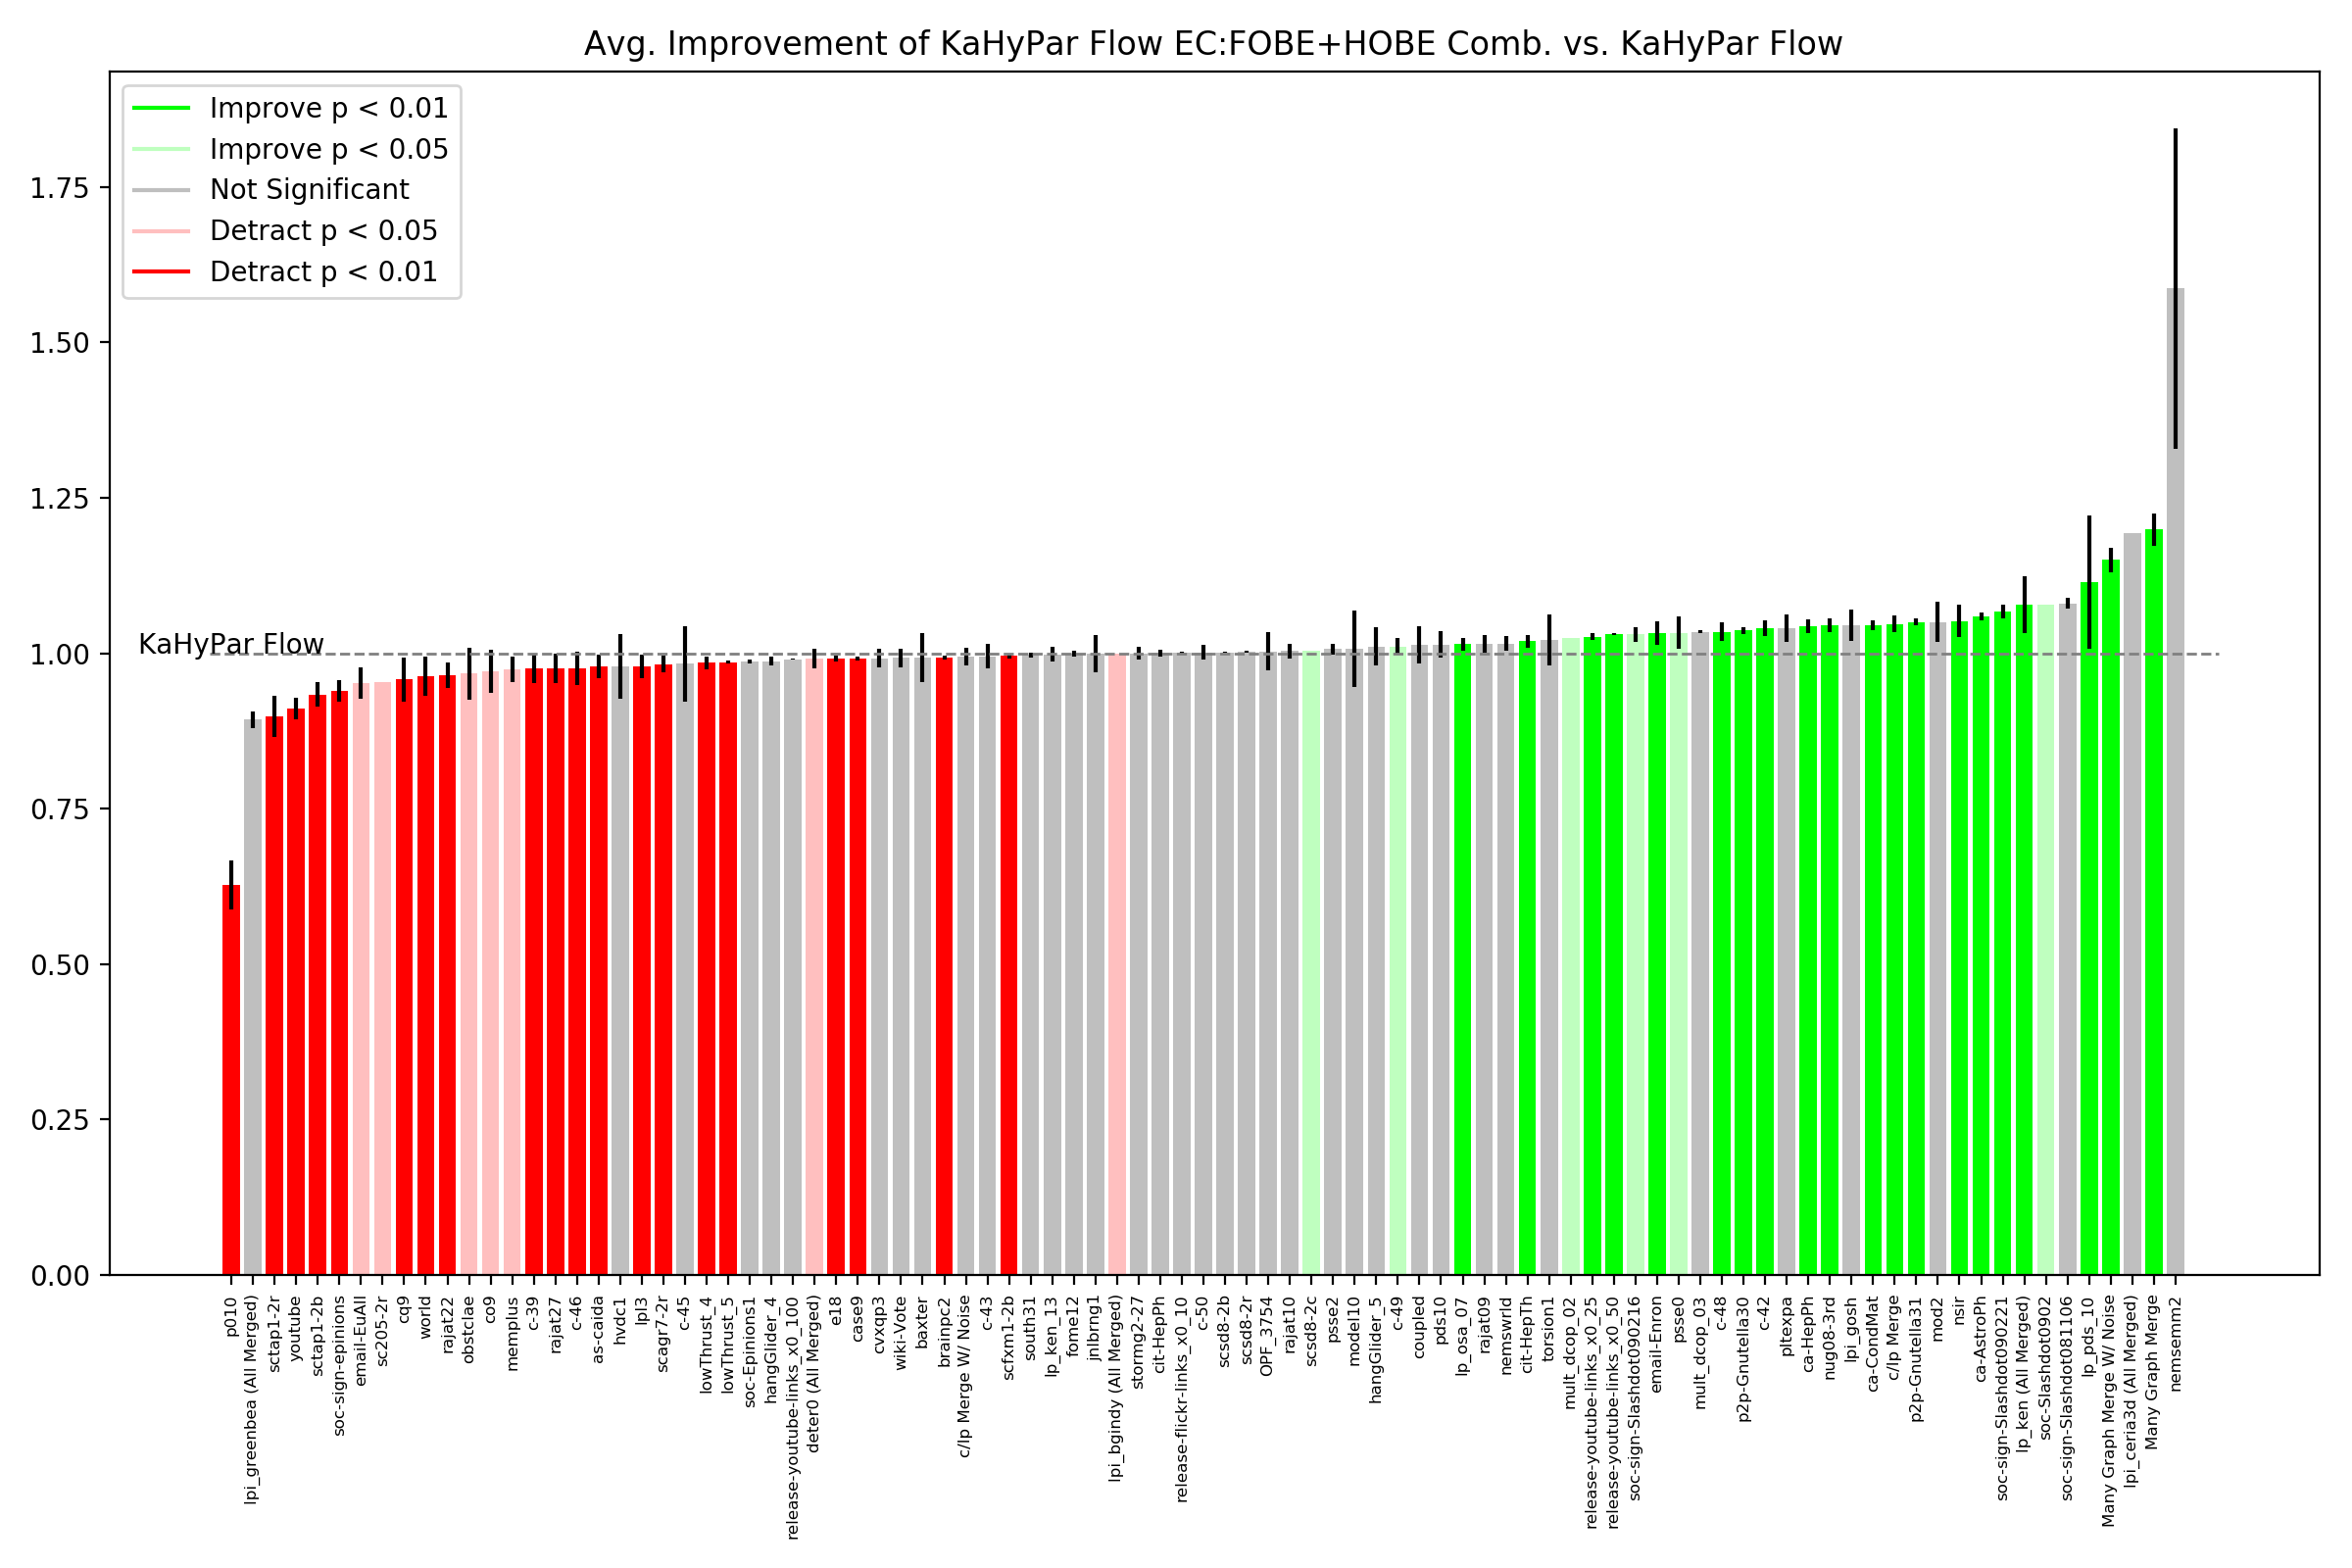 Avg. Improvement of KaHyPar Flow EC:FOBE+HOBE Comb. vs. KaHyPar Flow
Improve p < 0.01
Improve p < 0.05
Not Significant
Detract p < 0.05
Detract p < 0.01
1.75
1.50
1.25
1.00
0.75
0.50
0.25
0.00
KaHyPar Flow
p010
lpi_greenbea (All Merged)
sctap1-2r
youtube
sctap1-2b
soc-sign-epinions
email-EuAll
sc205-2r
cq9
world
rajat22
obstclae
co9
memplus
c-39
rajat27
c-46
as-caida
hvdc1
lpl3
scagr7-2r
c-45
lowThrust_4
lowThrust_5
soc-Epinions1
hangGlider_4
release-youtube-links_x0_100
deter0 (All Merged)
e18
case9
cvxqp3
wiki-Vote
baxter
brainpc2
c/lp Merge W/ Noise
c-43
scfxm1-2b
south31
lp_ken_13
fome12
jnlbrng1
lpi_bgindy (All Merged)
stormg2-27
cit-HepPh
release-flickr-links_x0_10
c-50
scsd8-2b
scsd8-2r
OPF_3754
rajat10
scsd8-2c
psse2
model10
hangGlider_5
c-49
coupled
pds10
lp_osa_07
rajat09
nemswrld
cit-HepTh
torsion1
mult_dcop_02
release-youtube-links_x0_25
release-youtube-links_x0_50
soc-sign-Slashdot090216
email-Enron
psse0
mult_dcop_03
c-48
p2p-Gnutella30
c-42
pltexpa
ca-HepPh
nug08-3rd
lpi_gosh
ca-CondMat
c/lp Merge
p2p-Gnutella31
mod2
nsir
ca-AstroPh
soc-sign-Slashdot090221
lp_ken (All Merged)
soc-Slashdot0902
soc-sign-Slashdot081106
lp_pds_10
Many Graph Merge W/ Noise
lpi_ceria3d (All Merged)
Many Graph Merge
nemsemm2